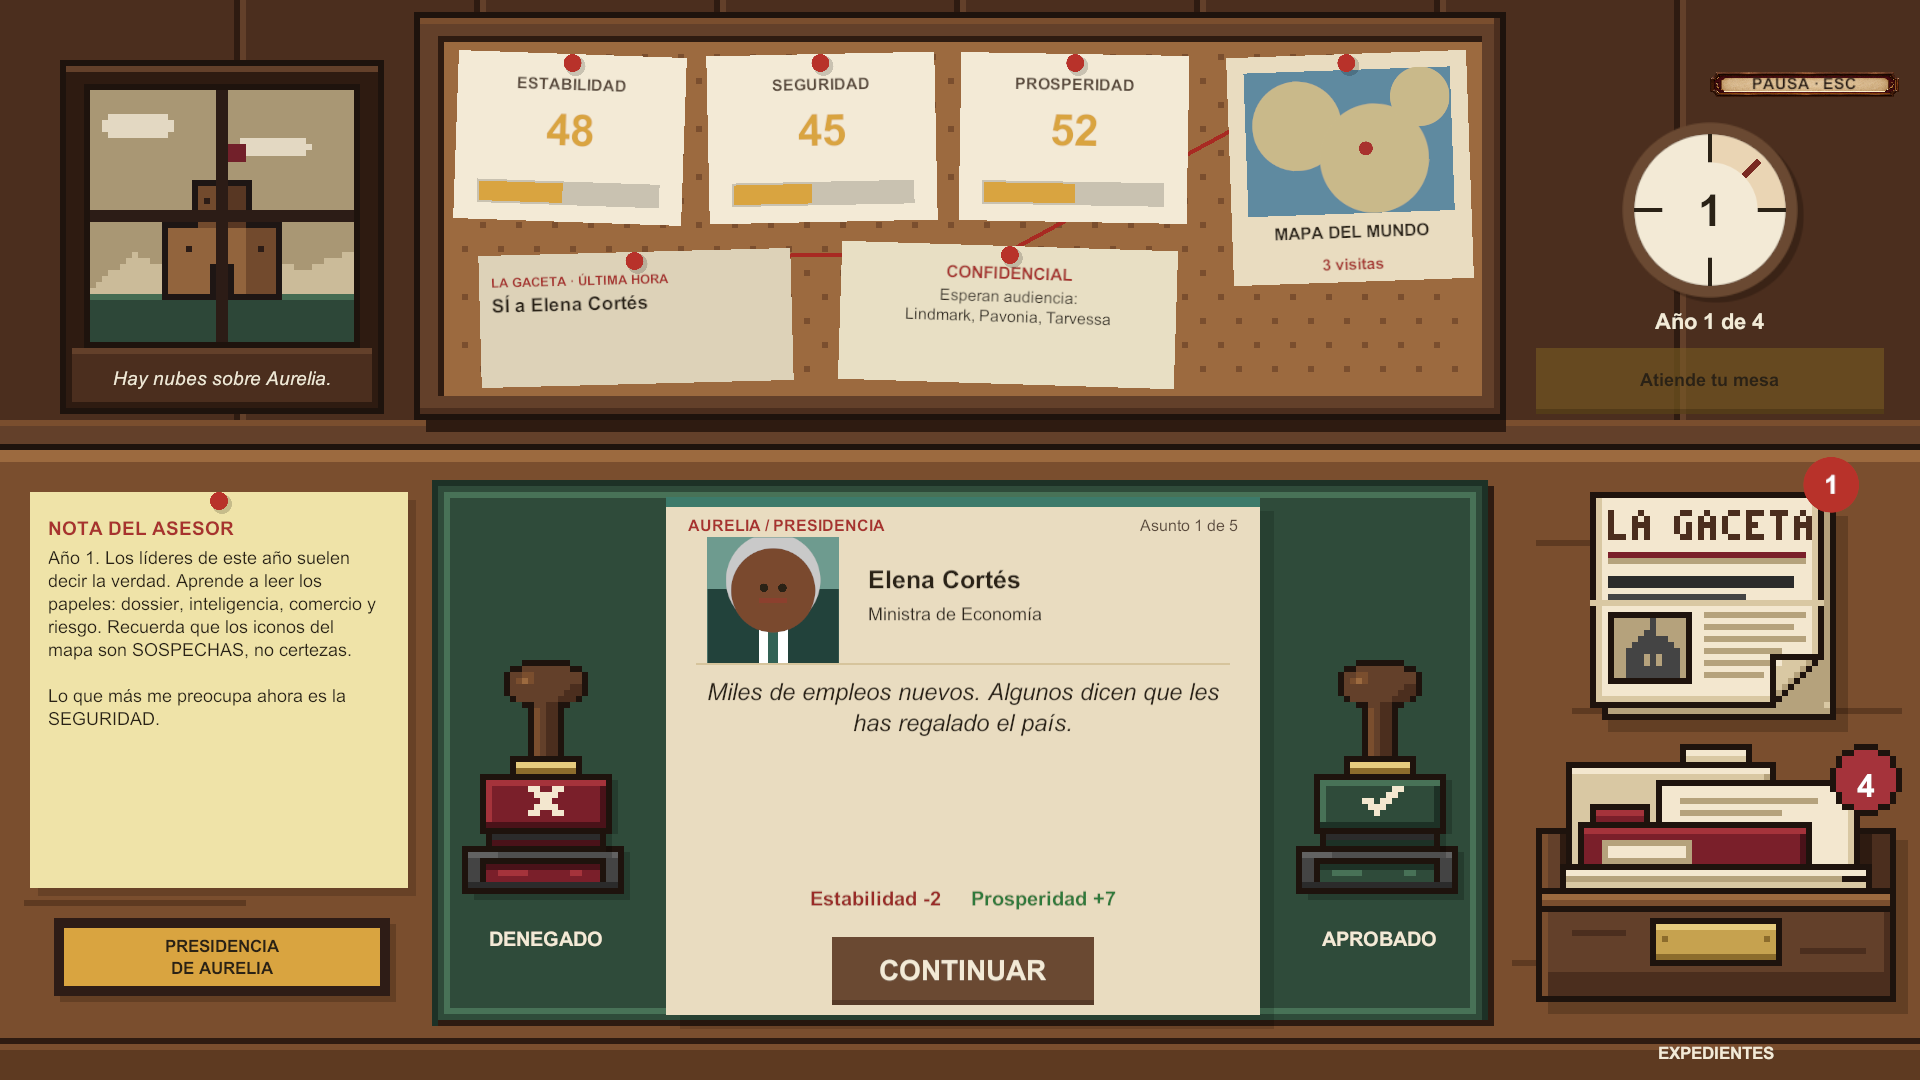 ESTABILIDAD
48
SEGURIDAD
45
PROSPERIDAD
52
MAPA DEL MUNDO
3 visitas
PAUSA · ESC
1
Año 1 de 4
Atiende tu mesa
Hay nubes sobre Aurelia.
LA GACETA · ÚLTIMA HORA
SÍ a Elena Cortés
CONFIDENCIAL
Esperan audiencia:
Lindmark, Pavonia, Tarvessa
NOTA DEL ASESOR
Año 1. Los líderes de este año suelen
decir la verdad. Aprende a leer los
papeles: dossier, inteligencia, comercio y
riesgo. Recuerda que los iconos del
mapa son SOSPECHAS, no certezas.
Lo que más me preocupa ahora es la
SEGURIDAD.
PRESIDENCIA
DE AURELIA
AURELIA / PRESIDENCIA
Asunto 1 de 5
Elena Cortés
Ministra de Economía
Miles de empleos nuevos. Algunos dicen que les
has regalado el país.
Estabilidad -2
Prosperidad +7
DENEGADO
CONTINUAR
APROBADO
1
LA GACETA
4
EXPEDIENTES